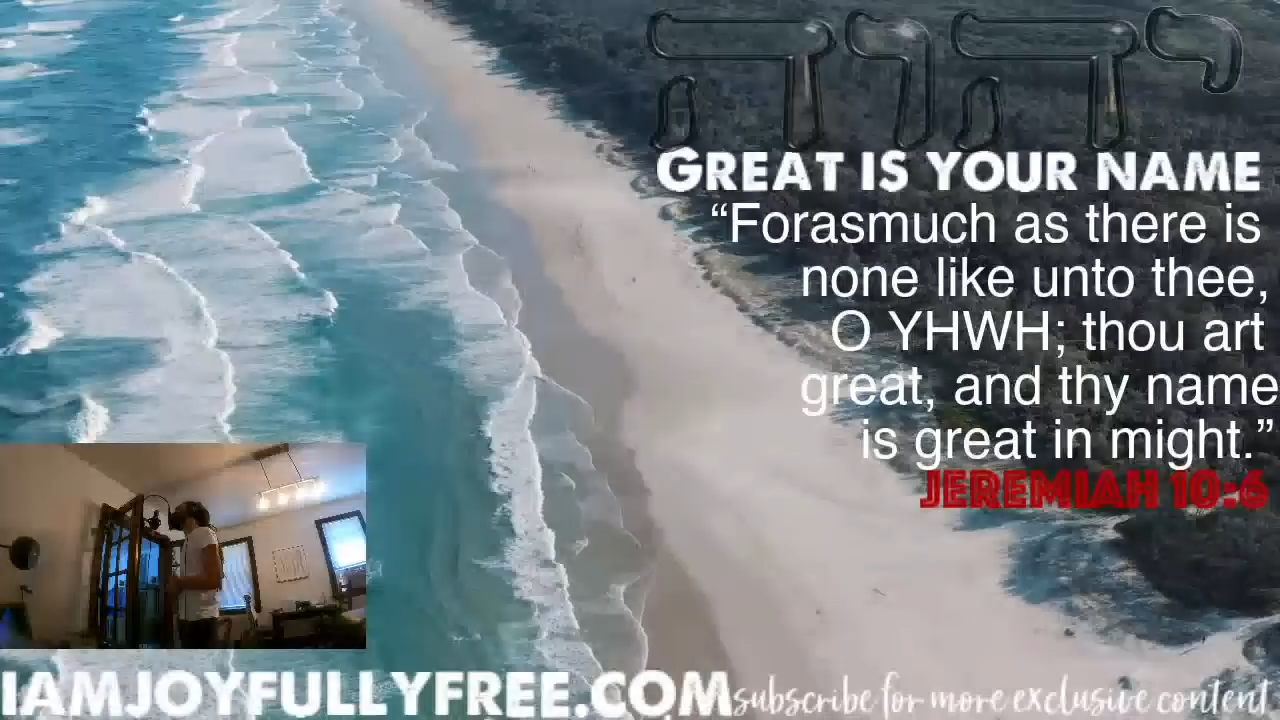 יהוה
GREAT IS YOUR NAME
“Forasmuch as there is
none like unto thee,
O YHWH; thou art
great, and thy name
is great in might.”
JEREMIAH 10:6
IAMJOYFULLYFREE.COM subscribe for more exclusive content